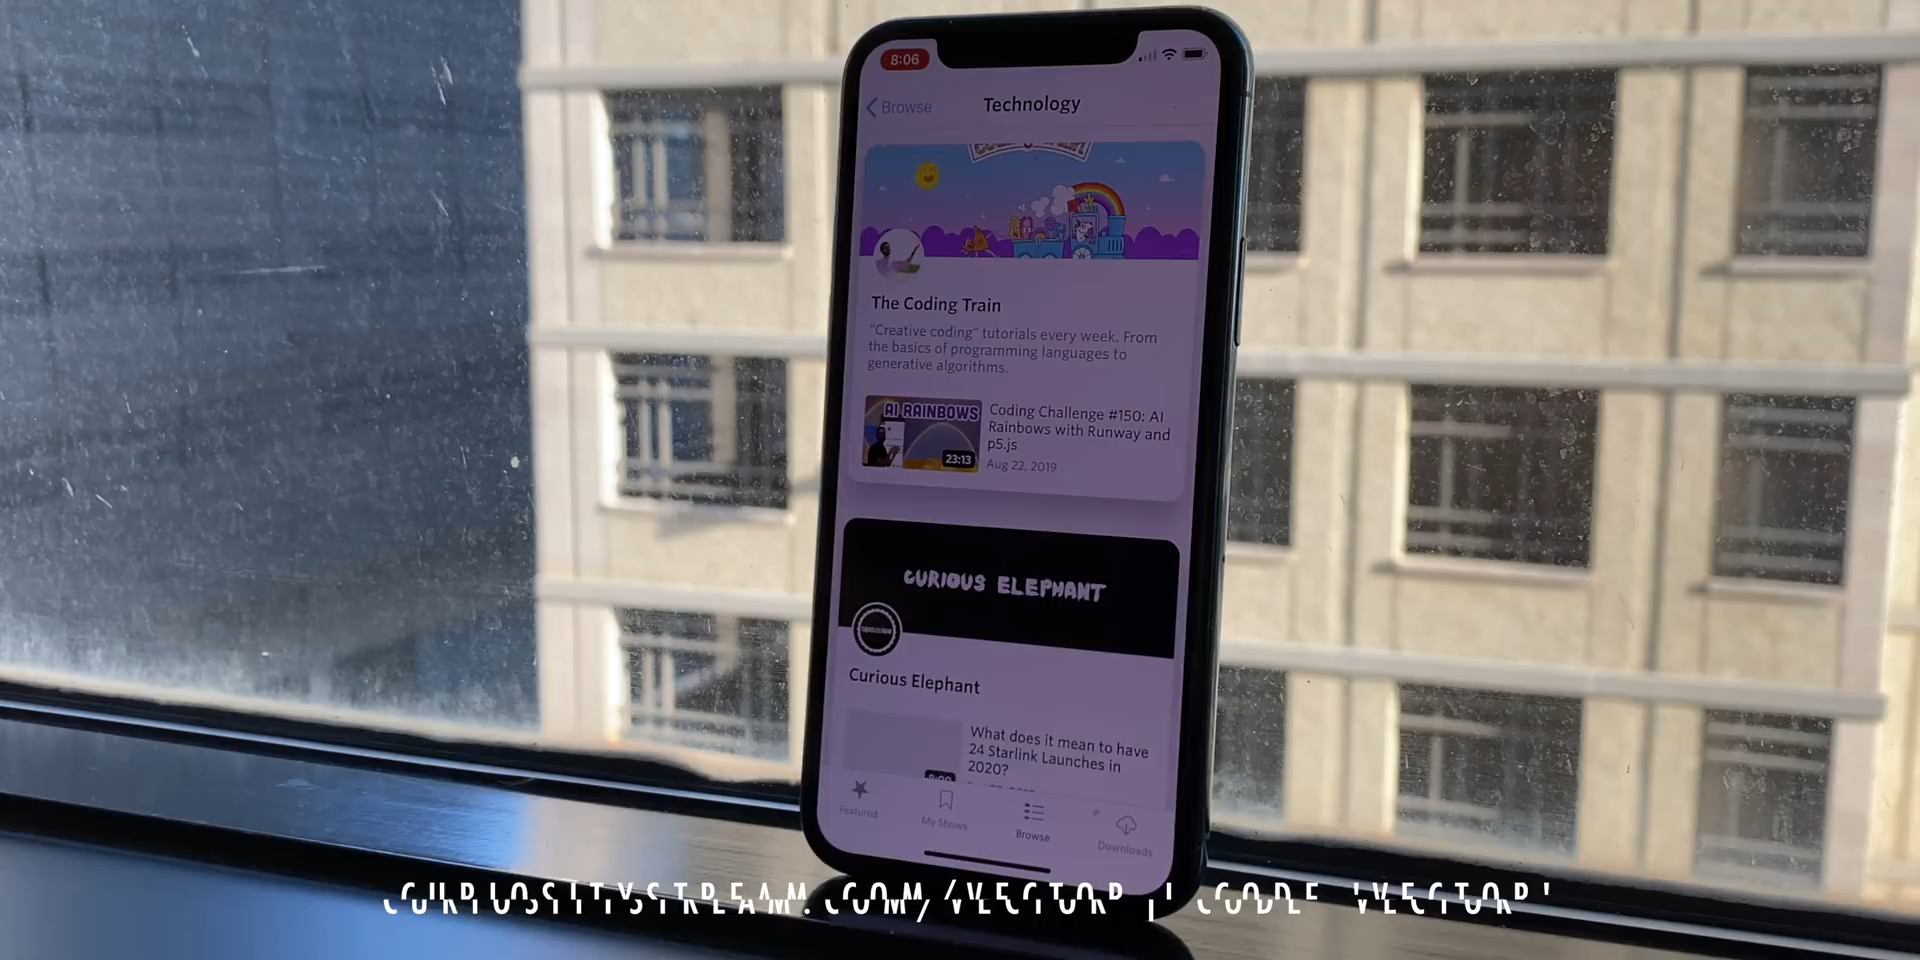 8:06
Browse
Technology
The Coding Train
"Creative coding" tutorials every week. From
the basics of programming languages to
generative algorithms.
AI RAINBOWS
23:13
Coding Challenge #150: AI
Rainbows with Runway and
p5.js
Aug 22, 2019
CURIOUS ELEPHANT
Curious Elephant
What does it mean to have
24 Starlink Launches in
2020?
Featured
My Shows
Browse
Downloads
CURIOSITYSTREAM.COM/VECTOR | CODE 'VECTOR'